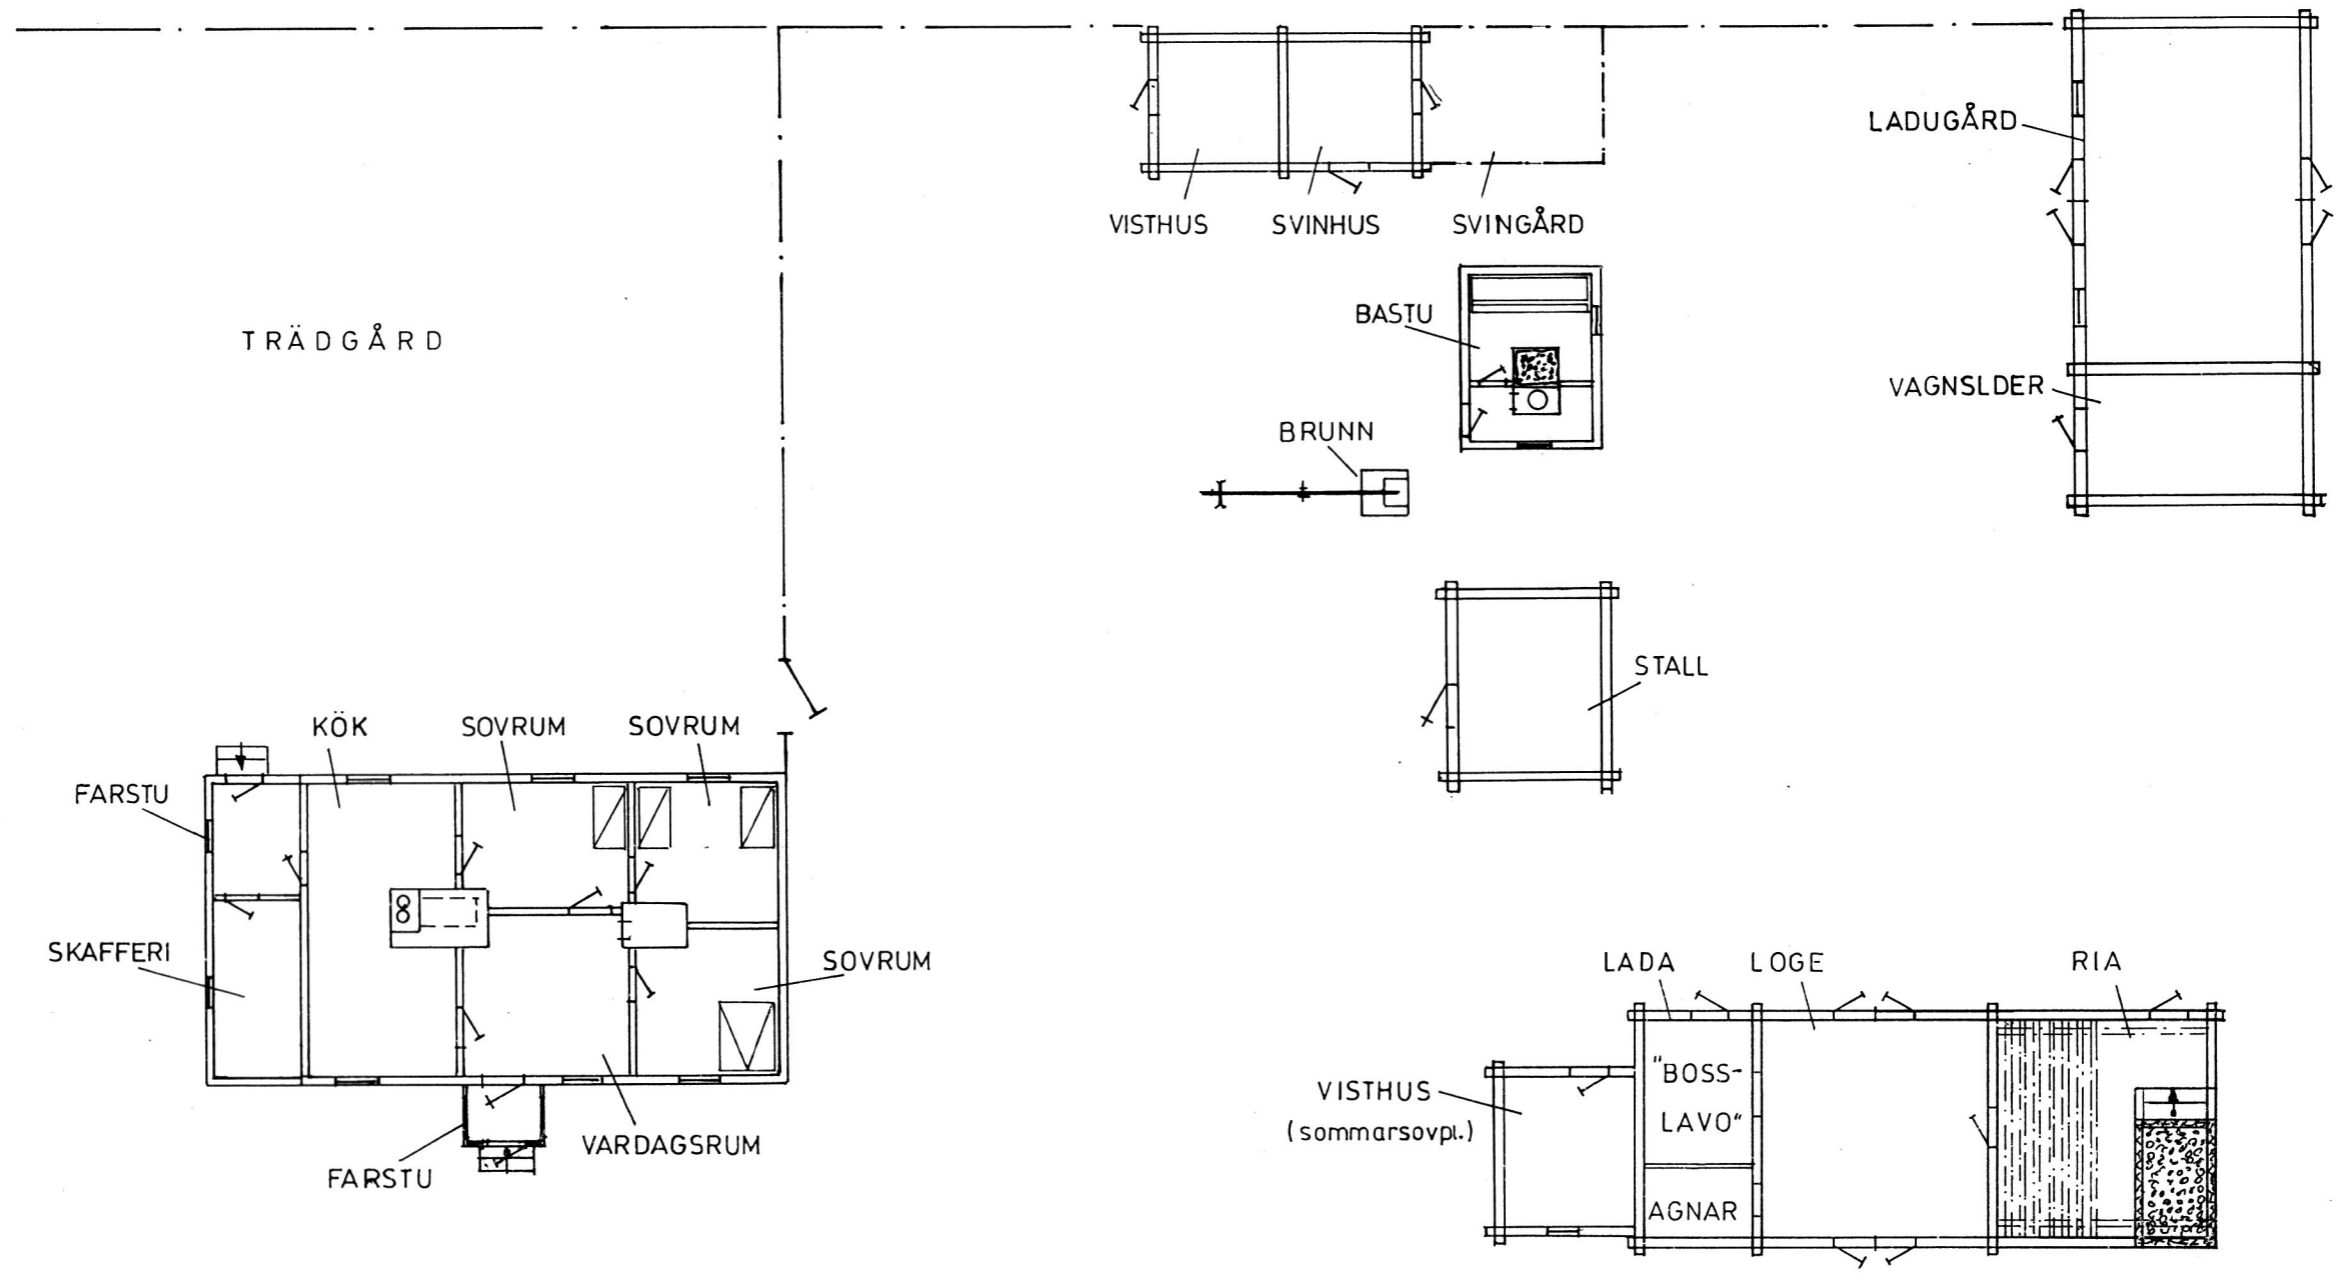 LADUGÅRD
VISTHUS SVINHUS SVINGÅRD
BASTU
TRÄDGÅRD
VAGNSLDER
BRUNN
STALL
KÖK SOVRUM SOVRUM
FARSTU
SKAFFERI
SOVRUM
LADA LOGE RIA
"BOSS-
LAVO"
VISTHUS
(sommarsovpl.)
VARDAGSRUM
FARSTU
AGNAR